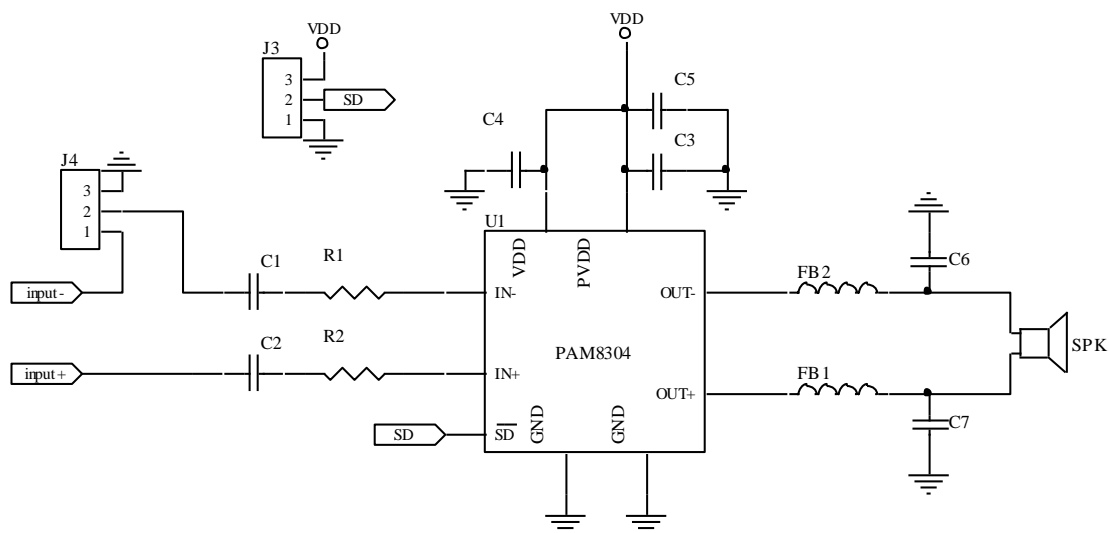 VDD
J3
3
2
1
SD
VDD
C5
C4
C3
J4
3
2
1
U1
VDD
PVDD
C1
R1
input-
IN-
OUT-
FB2
C6
C2
R2
PAM8304
SPK
input+
IN+
OUT+
FB1
C7
SD
SD
GND
GND